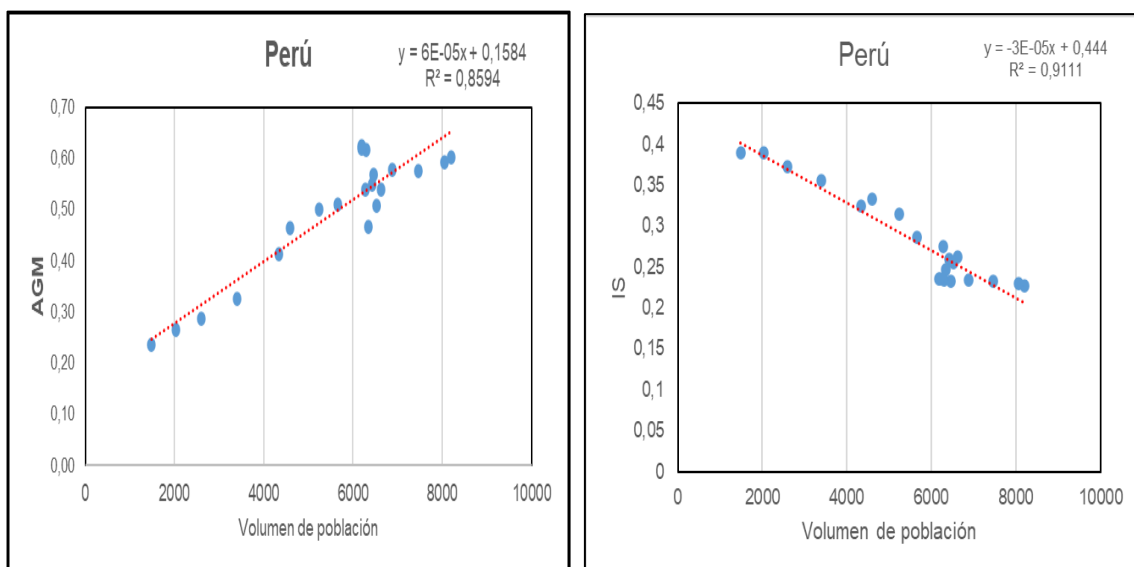 Perú
y = 6E-05x + 0,1584
R² = 0,8594
0,70
0,60
0,50
0,40
0,30
0,20
0,10
0,00
AGM
0 2000 4000 6000 8000 10000
Volumen de población
Perú
y = -3E-05x + 0,444
R² = 0,9111
0,45
0,4
0,35
0,3
0,25
0,2
0,15
0,1
0,05
0
IS
0 2000 4000 6000 8000 10000
Volumen de población